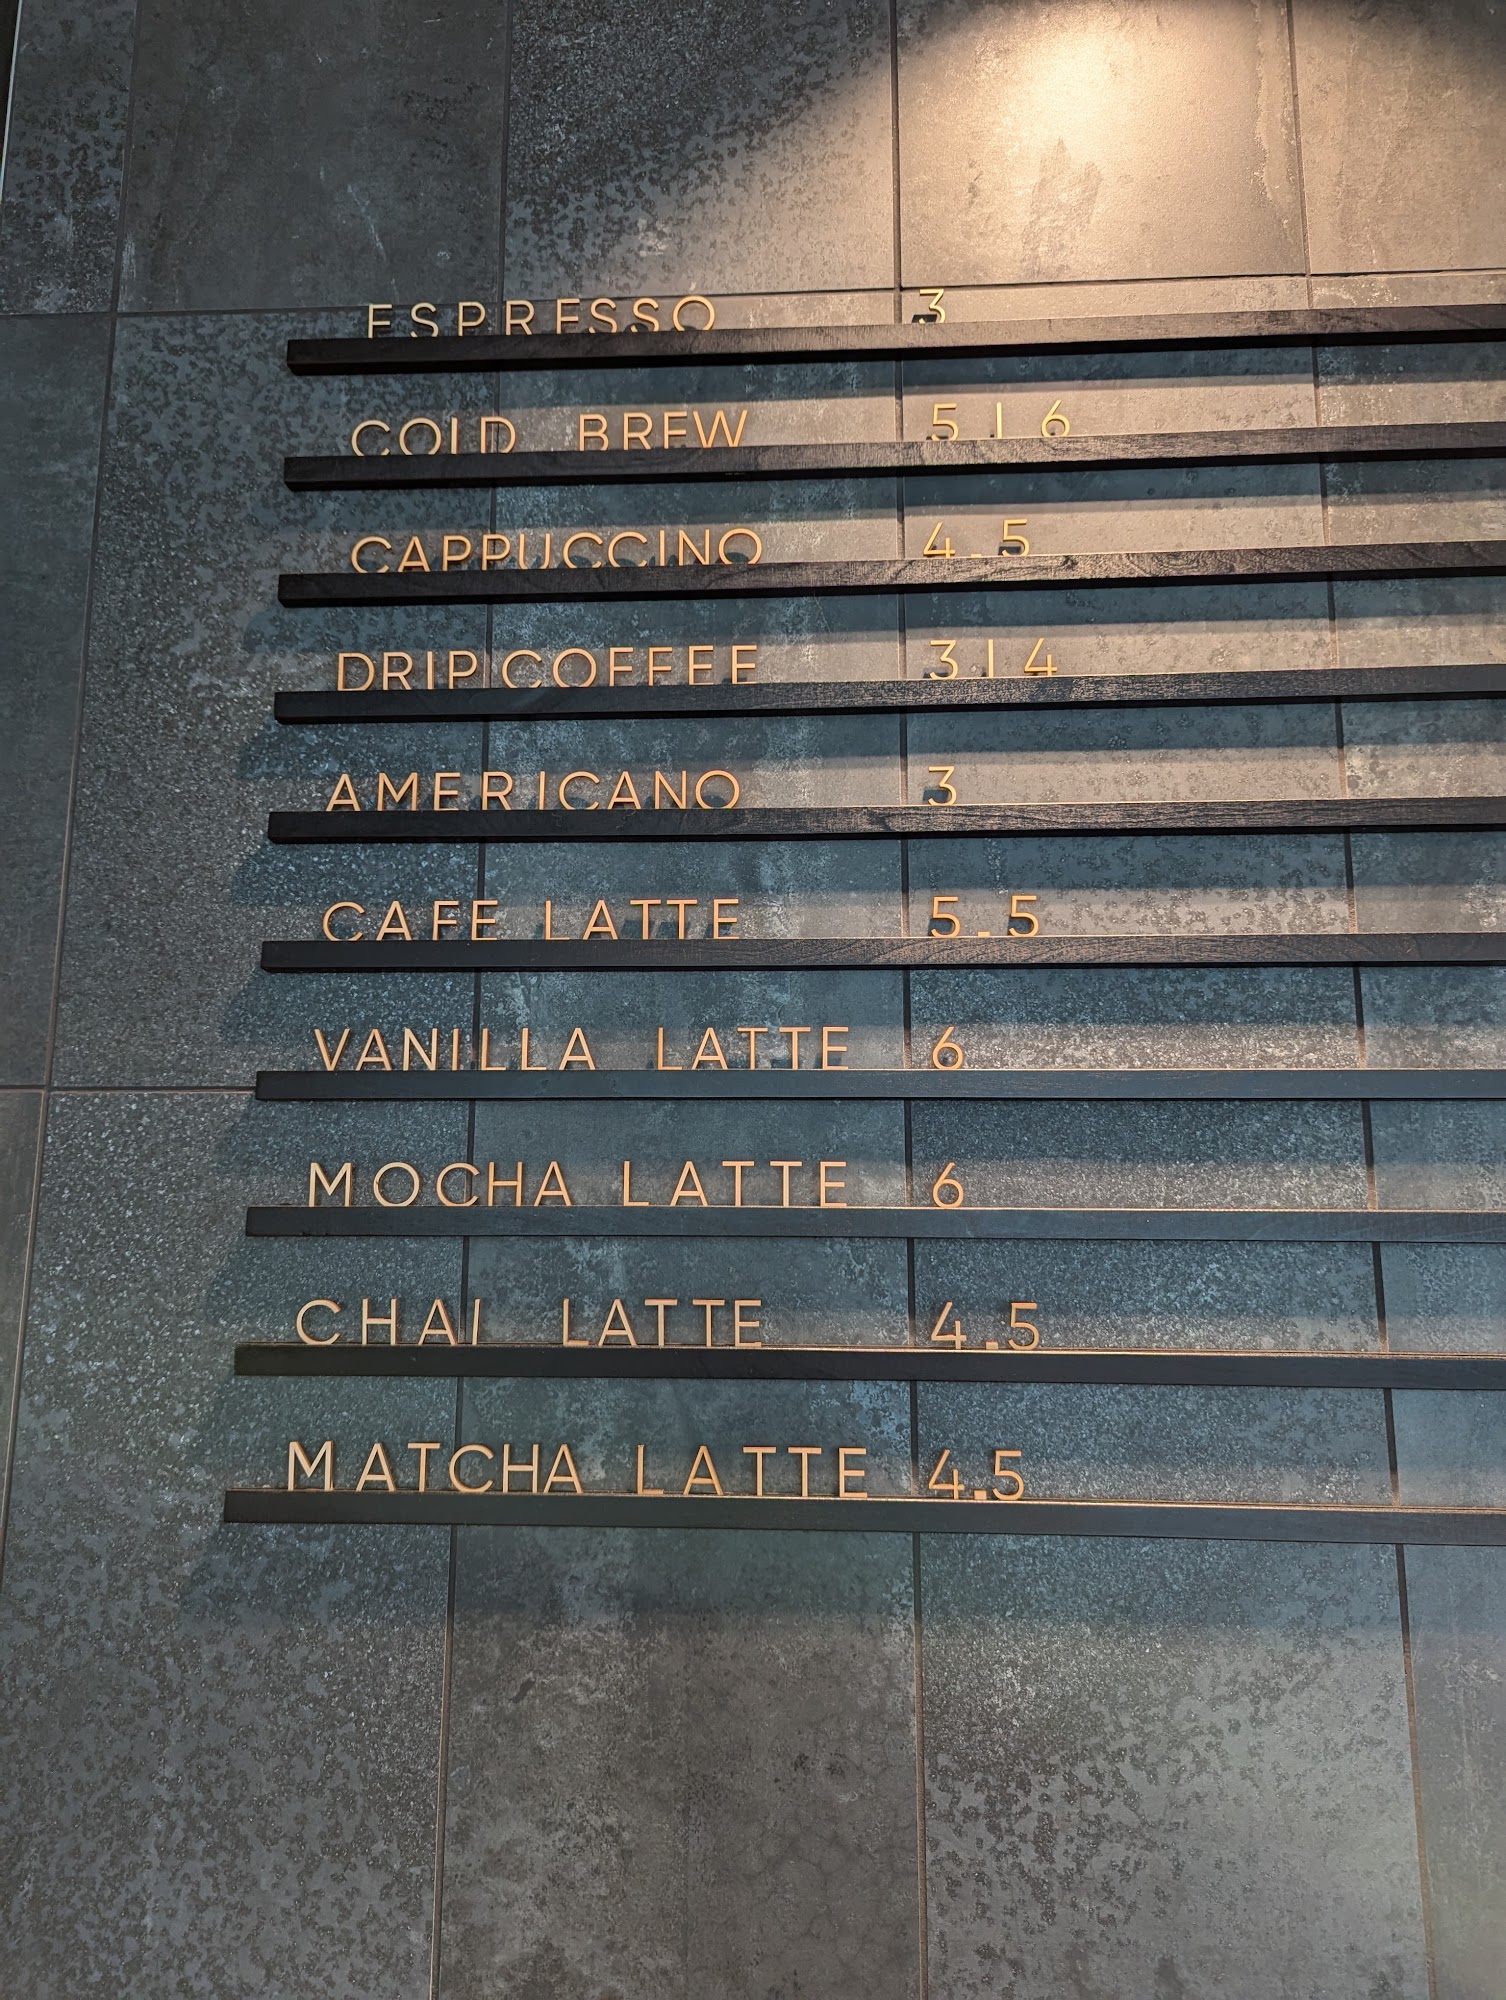 ESPRESSO 3
COLD BREW 5 | 6
CAPPUCCINO 4.5
DRIP COFFEE 3 | 4
AMERICANO 3
CAFE LATTE 5.5
VANILLA LATTE 6
MOCHA LATTE 6
CHAI LATTE 4.5
MATCHA LATTE 4.5